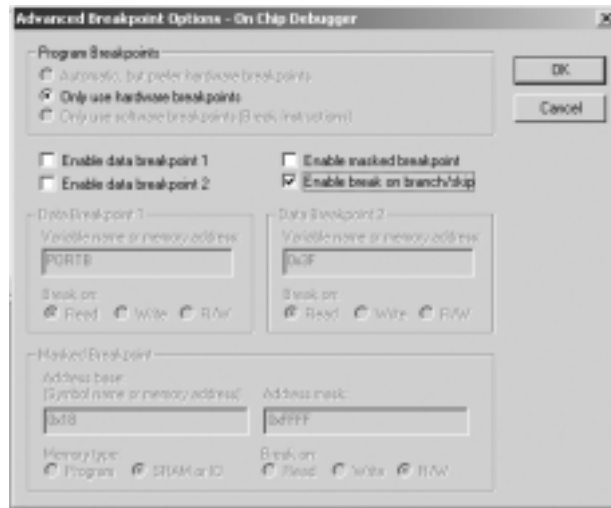 Advanced Breakpoint Options - On Chip Debugger
Program Breakpoints
Automatic, but prefer hardware breakpoints
Only use hardware breakpoints
Only use software breakpoints (Break Instructions)
OK
Cancel
Enable data breakpoint 1
Enable masked breakpoint
Enable data breakpoint 2
Enable break on branch/skip
Data Breakpoint 1
Variable name or memory address:
PORTB
Break on:
Read Write R/W
Data Breakpoint 2
Variable name or memory address:
0x3F
Break on:
Read Write R/W
Masked Breakpoint
Address base:
(Symbol name or memory address)
Address mask:
0x18
0xFFFF
Memory type:
Break on:
Program SRAM or IO
Read Write R/W